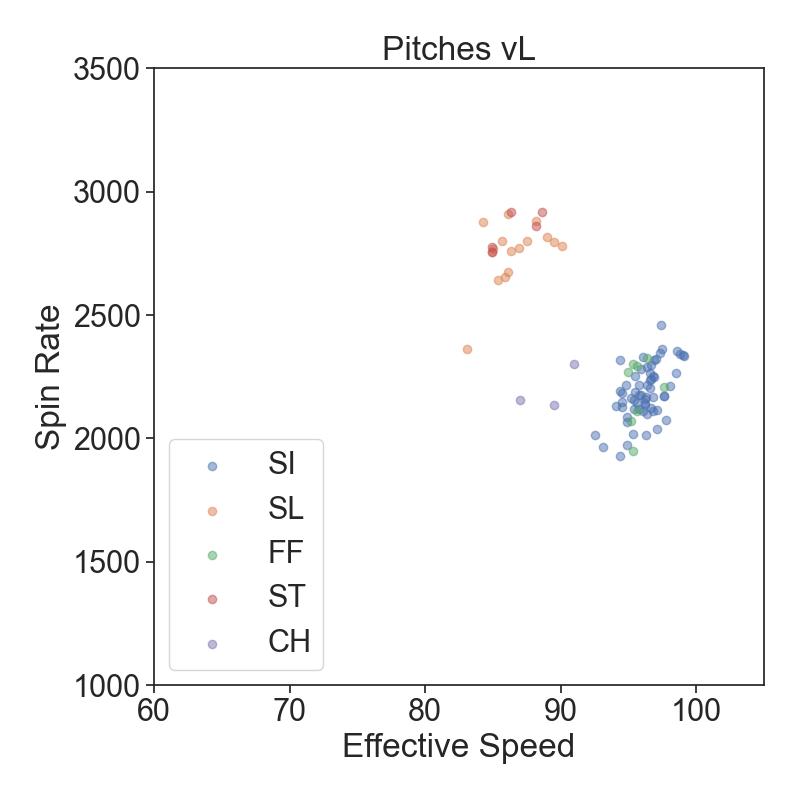 Pitches vL
3500
3000
2500
2000
1500
1000
Spin Rate
SI
SL
FF
ST
CH
60 70 80 90 100
Effective Speed